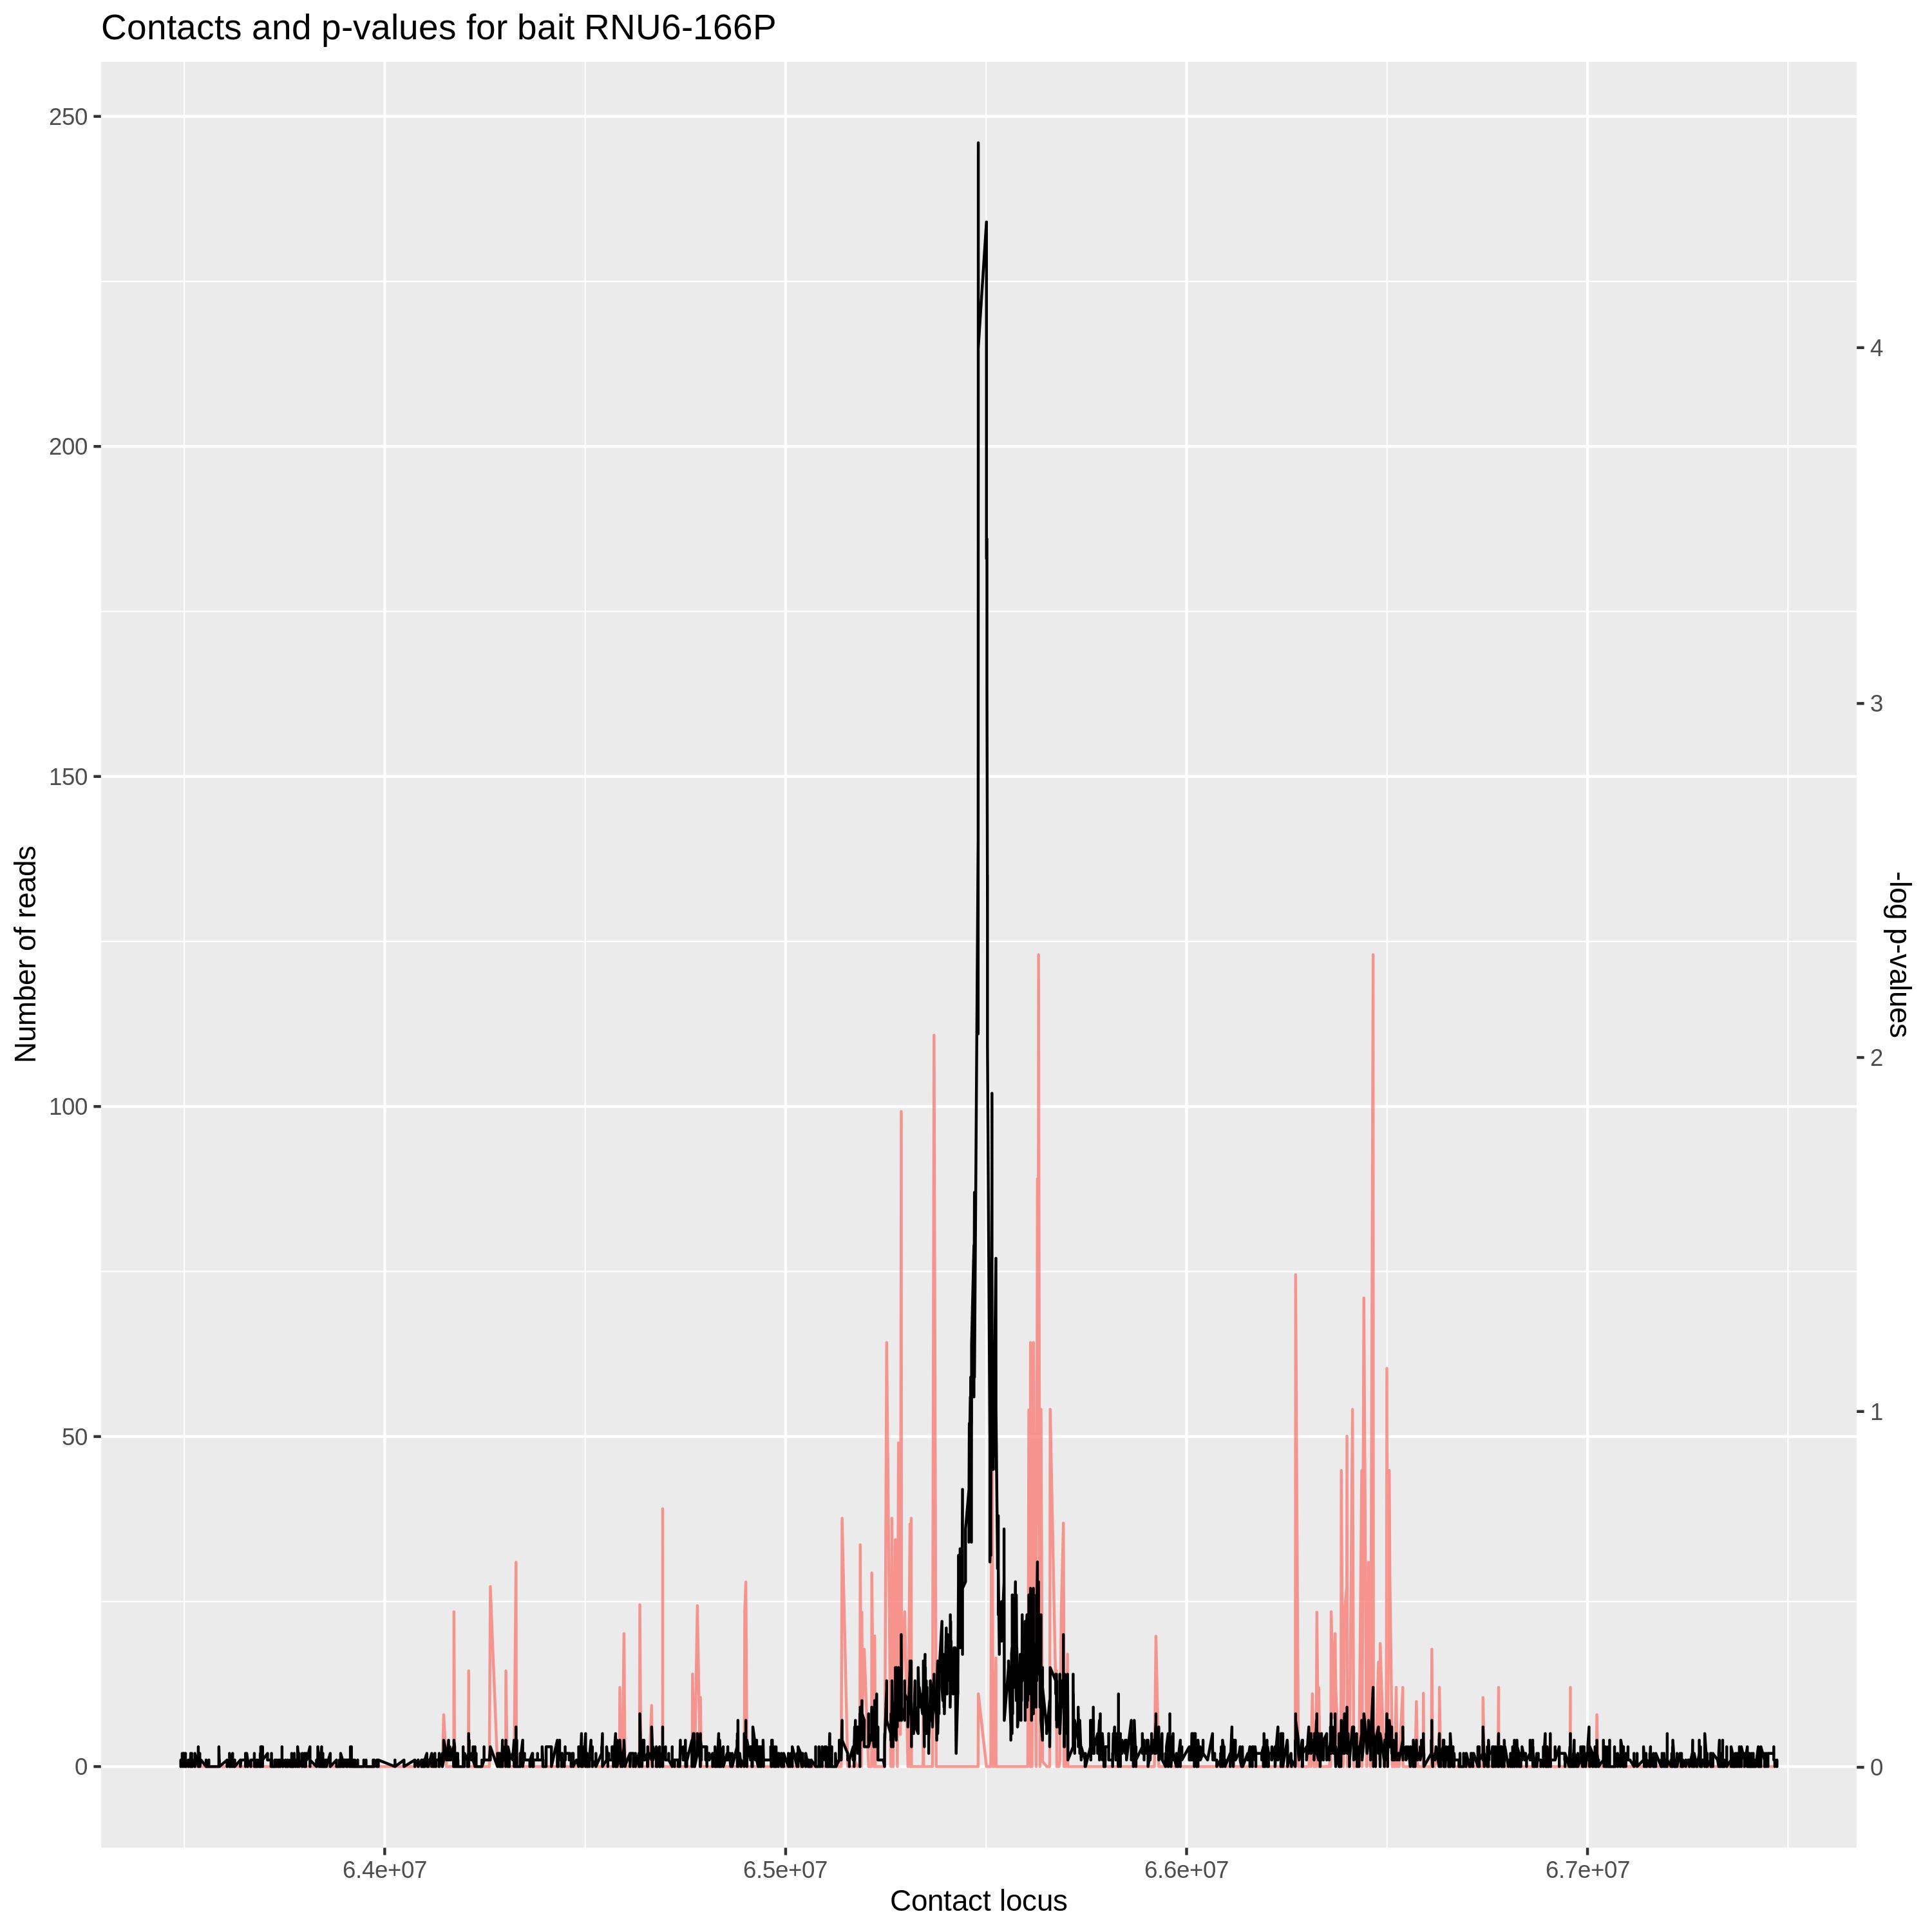 Contacts and p-values for bait RNU6-166P
250
200
150
100
50
0
Number of reads
4
3
2
1
0
-log p-values
6.4e+07
6.5e+07
6.6e+07
6.7e+07
Contact locus